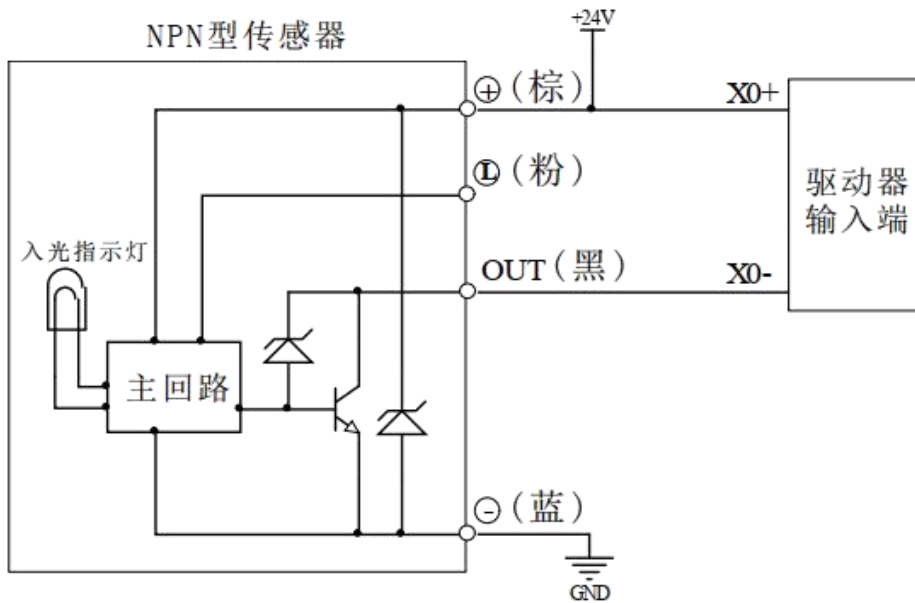 +24V
NPN型传感器
⊕(棕)
X0+
Ⓛ(粉)
驱动器
输入端
入光指示灯
OUT(黑)
X0-
主回路
⊖(蓝)
GND